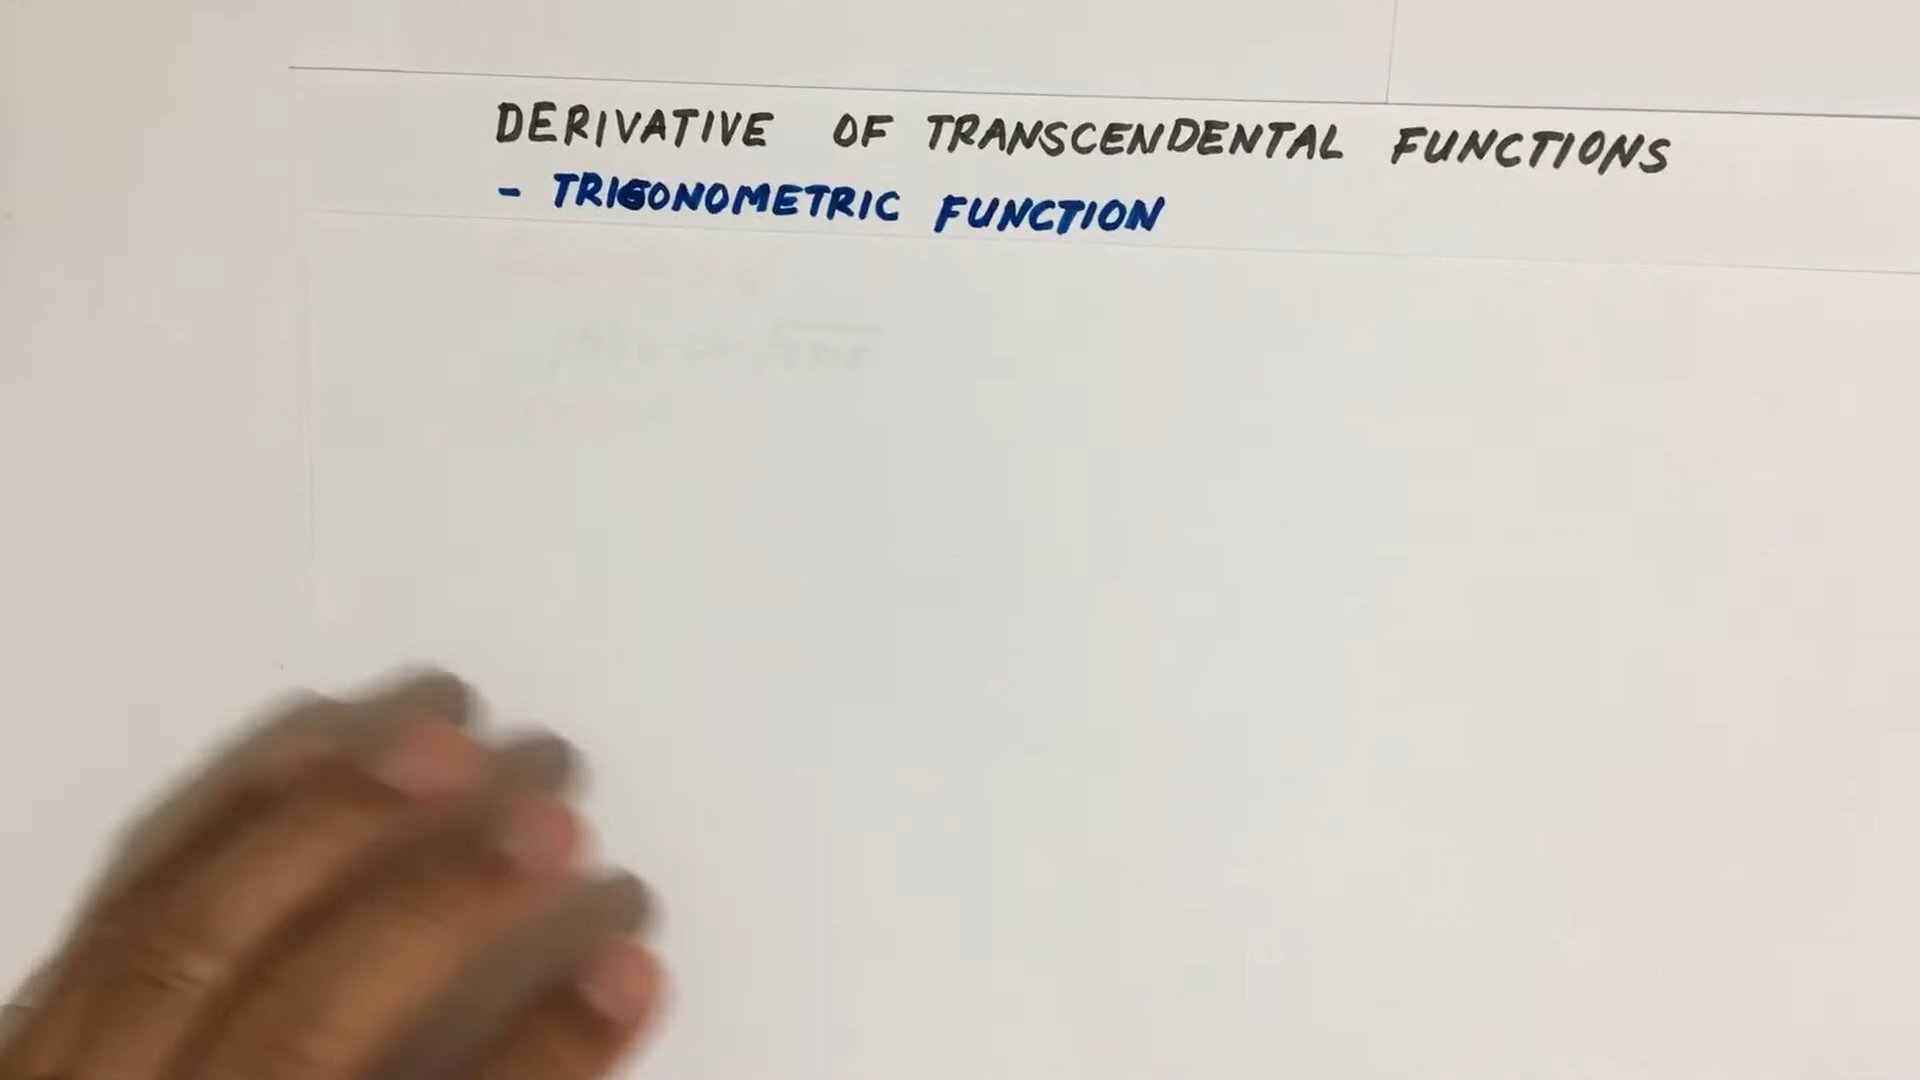 DERIVATIVE OF TRANSCENDENTAL FUNCTIONS
- TRIGONOMETRIC FUNCTION